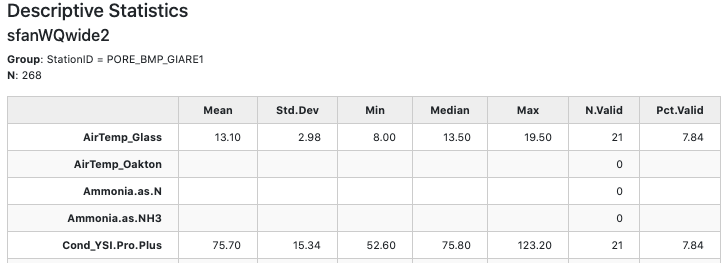 Descriptive Statistics
sfanWQwide2
Group: StationID = PORE_BMP_GIARE1
N: 268
Mean Std.Dev Min Median Max N.Valid Pct.Valid
AirTemp_Glass 13.10 2.98 8.00 13.50 19.50 21 7.84
AirTemp_Oakton 0
Ammonia.as.N 0
Ammonia.as.NH3 0
Cond_YSI.Pro.Plus 75.70 15.34 52.60 75.80 123.20 21 7.84